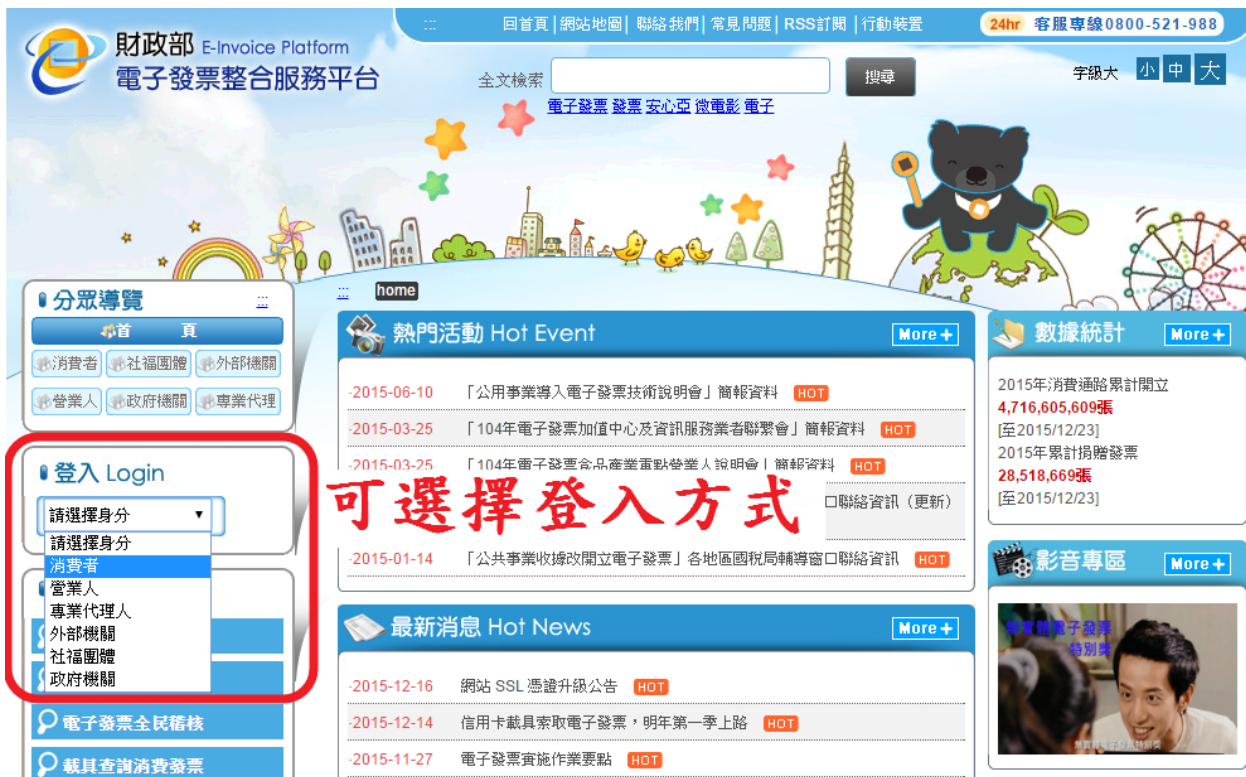 財政部 E-Invoice Platform
電子發票整合服務平台
:::
回首頁|網站地圖| 聯絡我們|常見問題|RSS訂閱 |行動裝置
24hr 客服專線0800-521-988
全文檢索
搜尋
字級大 小 中 大
電子發票 發票 安心亞 微電影 電子
分眾導覽 :::
首 頁
消費者 社福團體 外部機關
營業人 政府機關 專業代理
登入 Login
請選擇身分
請選擇身分
消費者
營業人
專業代理人
外部機關
社福團體
政府機關
電子發票全民稽核
載具查詢消費發票
可選擇登入方式
::: home
熱門活動 Hot Event More+
-2015-06-10 「公用事業導入電子發票技術說明會」簡報資料 HOT
-2015-03-25 「104年電子發票加值中心及資訊服務業者聯繫會」簡報資料 HOT
-2015-03-25 「104年電子發票食品產業重點營業人說明會」簡報資料 HOT
口聯絡資訊（更新）
-2015-01-14 「公共事業收據改開立電子發票」各地區國稅局輔導窗口聯絡資訊 HOT
最新消息 Hot News More+
-2015-12-16 網站 SSL 憑證升級公告 HOT
-2015-12-14 信用卡載具索取電子發票，明年第一季上路 HOT
-2015-11-27 電子發票實施作業要點 HOT
數據統計 More+
2015年消費通路累計開立
4,716,605,609張
[至2015/12/23]
2015年累計捐贈發票
28,518,669張
[至2015/12/23]
影音專區 More+
無實體電子發票
特別獎
無實體電子發票特別獎